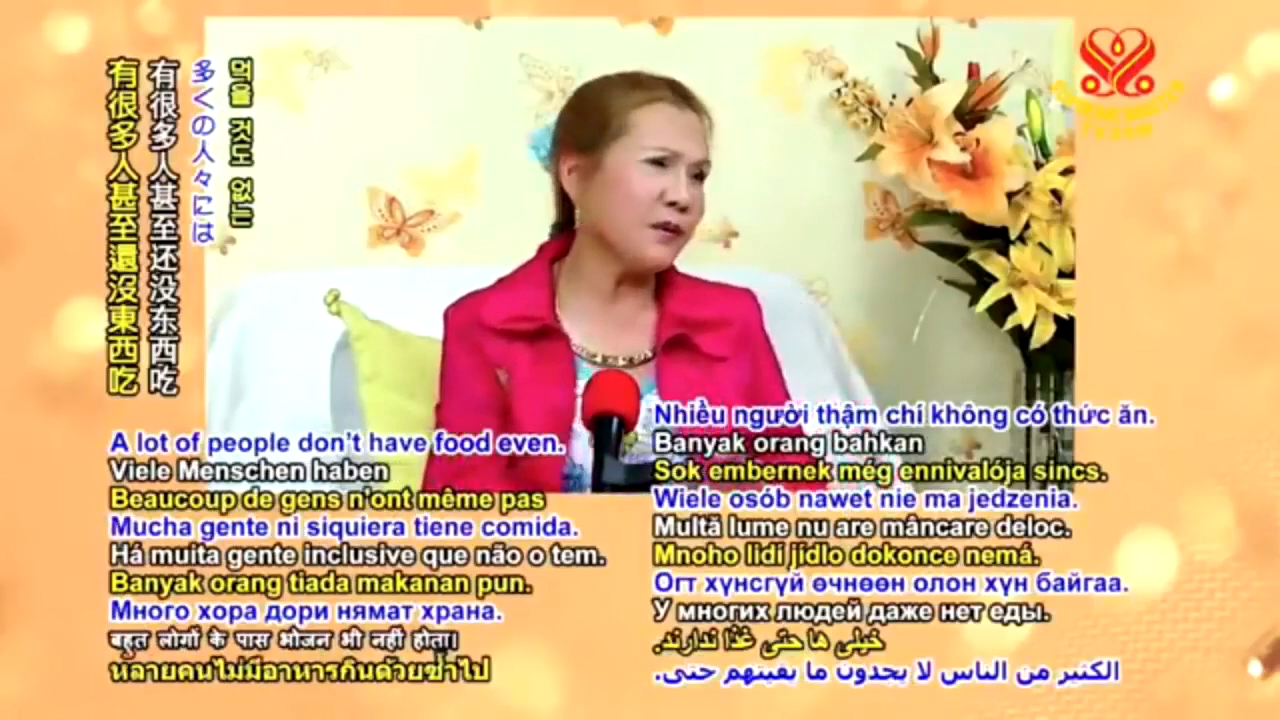 有很多人甚至還沒東西吃
有很多人甚至还没东西吃
多くの人々には
먹을 것도 없는
A lot of people don't have food even.
Viele Menschen haben
Beaucoup de gens n'ont même pas
Mucha gente ni siquiera tiene comida.
Há muita gente inclusive que não o tem.
Banyak orang tiada makanan pun.
Много хора дори нямат храна.
बहुत लोगों के पास भोजन भी नहीं होता।
หลายคนไม่มีอาหารกินด้วยซ้ำไป
Nhiều người thậm chí không có thức ăn.
Banyak orang bahkan
Sok embernek még ennivalója sincs.
Wiele osób nawet nie ma jedzenia.
Multă lume nu are mâncare deloc.
Mnoho lidí jídlo dokonce nemá.
Огт хүнсгүй өчнөөн олон хүн байгаа.
У многих людей даже нет еды.
خیلی ها حتی غذا ندارند.
الكثير من الناس لا يجدون ما يقيتهم حتى.